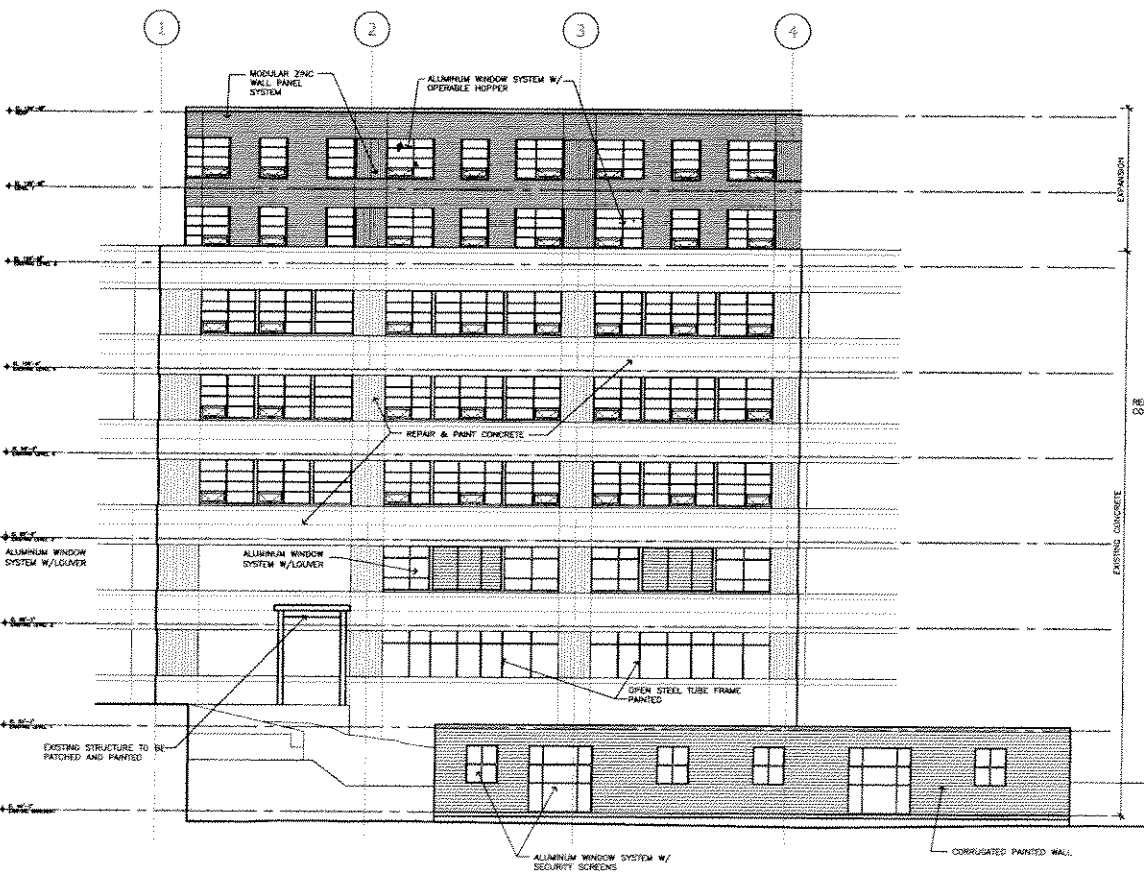 1
2
3
4
MODULAR ZINC
WALL PANEL
SYSTEM
ALUMINUM WINDOW SYSTEM W/
OPERABLE HOPPER
EXPANSION
REPAIR & PAINT CONCRETE
RE
CO
EXISTING CONCRETE
ALUMINUM WINDOW
SYSTEM W/LOUVER
ALUMINUM WINDOW
SYSTEM W/LOUVER
OPEN STEEL TUBE FRAME
PAINTED
EXISTING STRUCTURE TO BE
PATCHED AND PAINTED
ALUMINUM WINDOW SYSTEM W/
SECURITY SCREENS
CORRUGATED PAINTED WALL